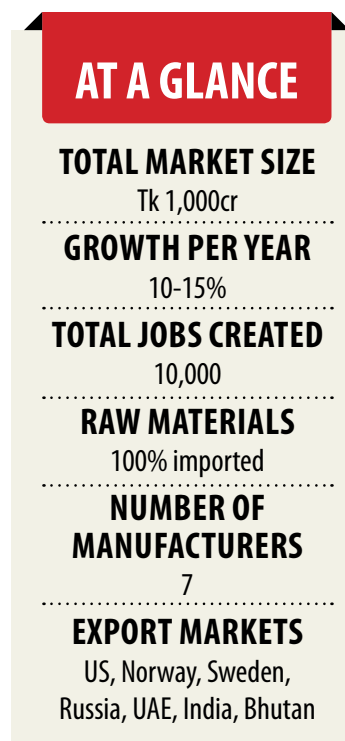 AT A GLANCE
TOTAL MARKET SIZE
Tk 1,000cr
GROWTH PER YEAR
10-15%
TOTAL JOBS CREATED
10,000
RAW MATERIALS
100% imported
NUMBER OF
MANUFACTURERS
7
EXPORT MARKETS
US, Norway, Sweden,
Russia, UAE, India, Bhutan